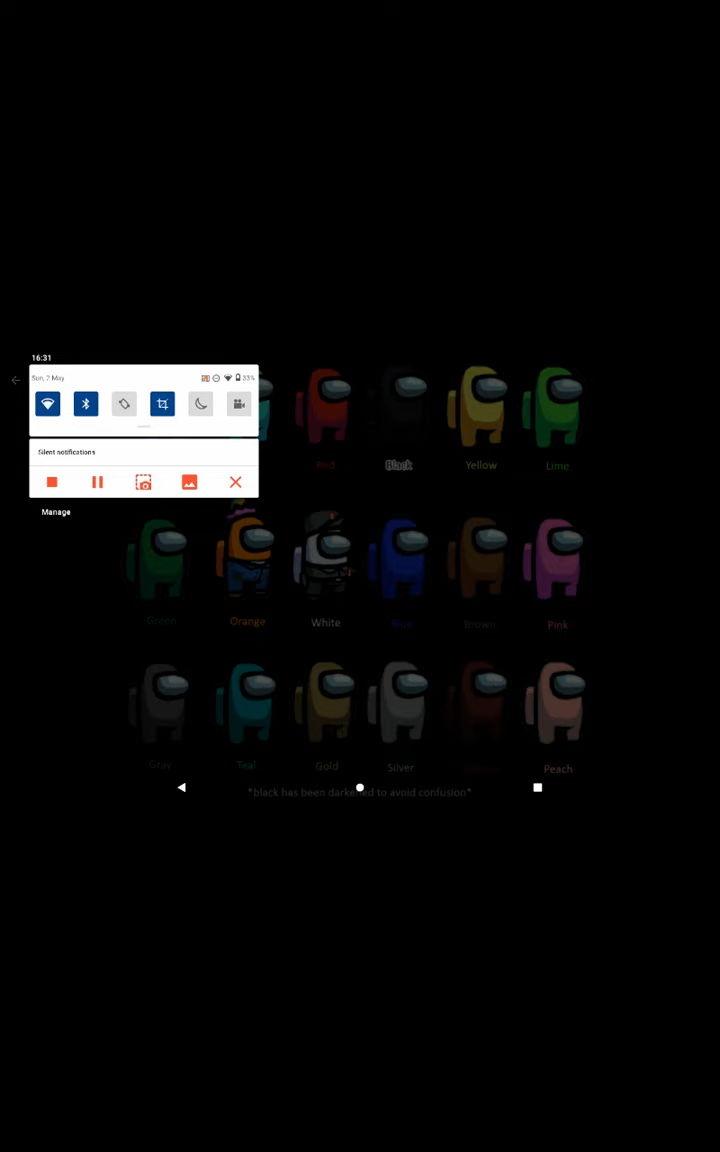 16:31
Sun, 7 May
33%
Silent notifications
Manage
Red
Black
Yellow
Lime
Green
Orange
White
Blue
Brown
Pink
Gray
Teal
Gold
Silver
Peach
*black has been darkened to avoid confusion*